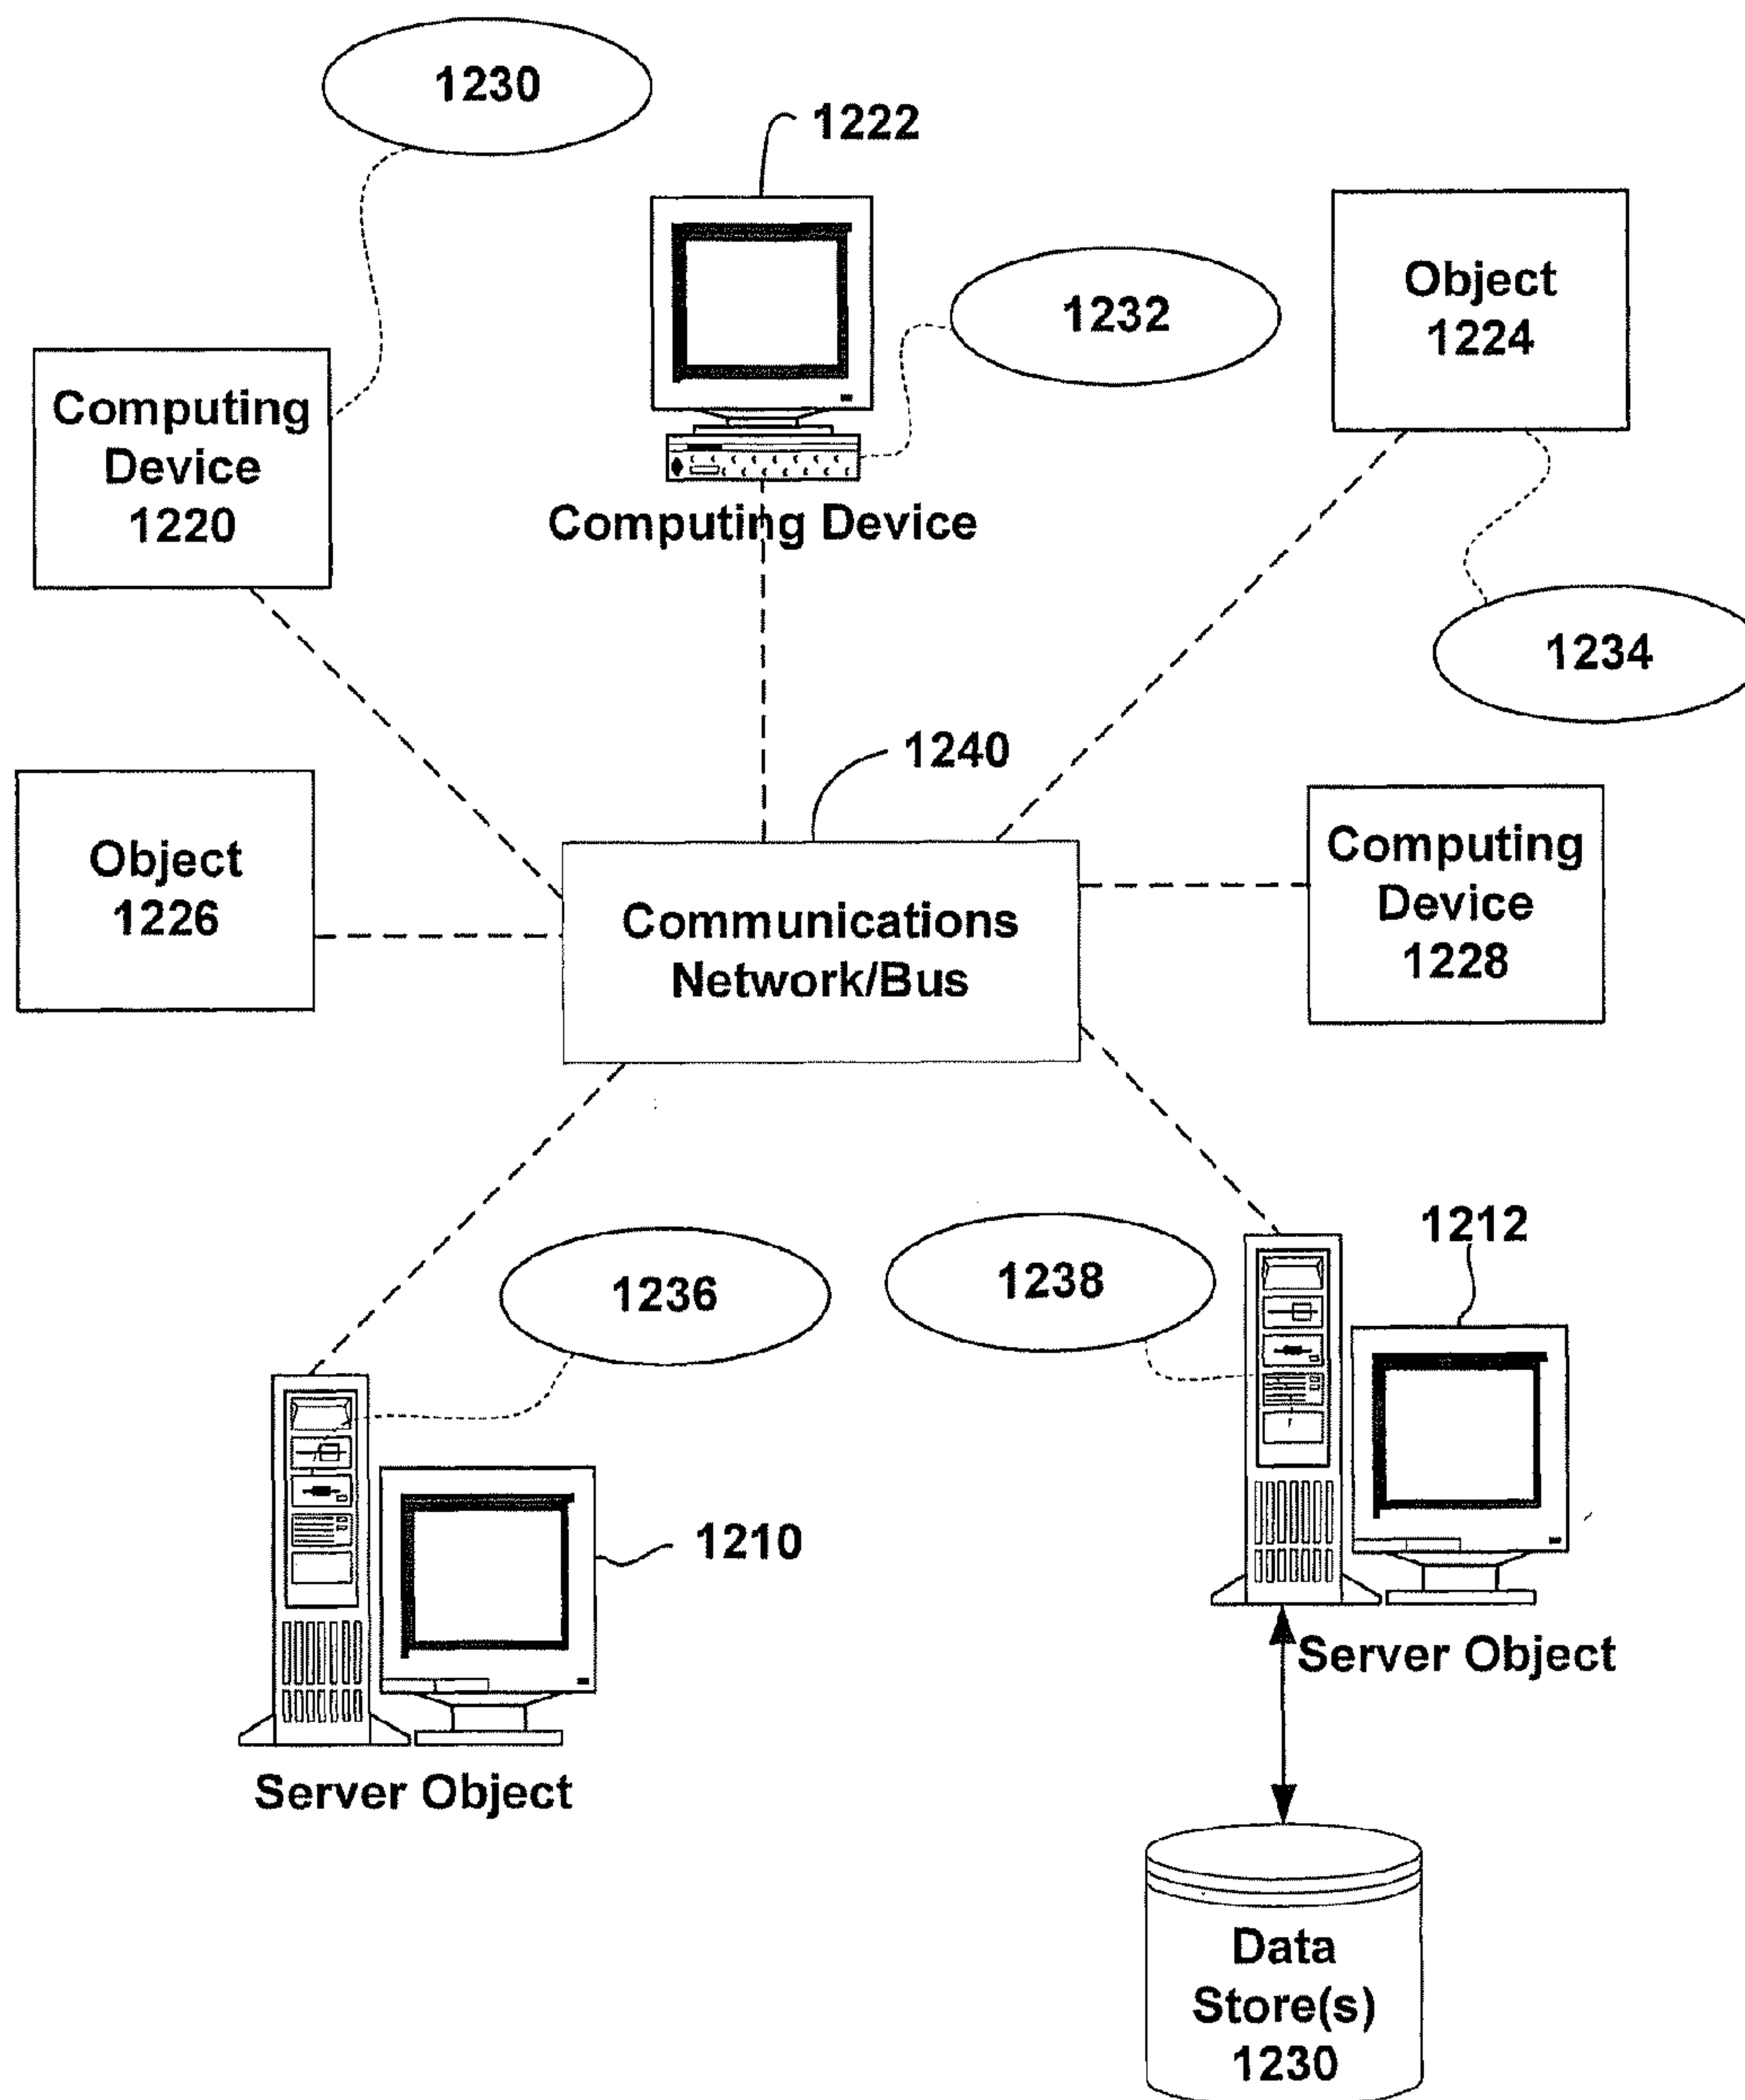 1230
1222
1232
Object
1224
Computing
Device
1220
Computing Device
1234
1240
Object
1226
Communications
Network/Bus
Computing
Device
1228
1236
1238
1212
1210
Server Object
Server Object
Data
Store(s)
1230